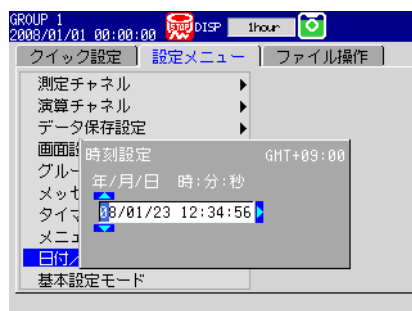 GROUP 1
2008/01/01 00:00:00 STOP DISP 1hour
クイック設定 設定メニュー ファイル操作
測定チャネル
演算チャネル
データ保存設定
画面
グルー
メッセ
タイマ
メニュ
日付/
基本設定モード
時刻設定 GMT+09:00
年/月/日 時:分:秒
08/01/23 12:34:56